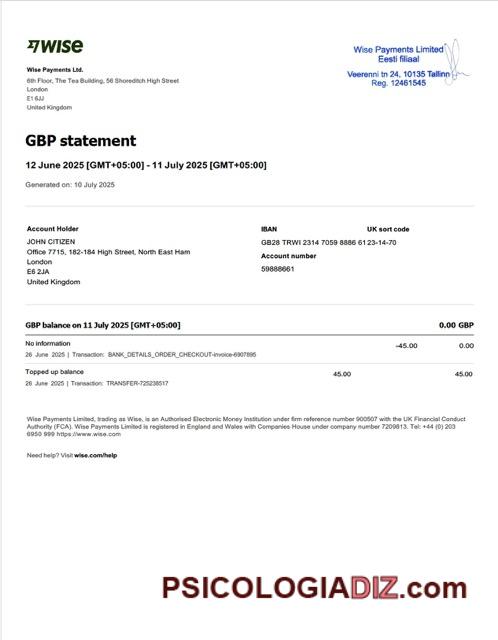 wise
Wise Payments Limited
Eesti filiaal
Veerenni tn 24, 10135 Tallinn
Reg. 12461545
Wise Payments Ltd.
6th Floor, The Tea Building, 56 Shoreditch High Street
London
E1 6JJ
United Kingdom
GBP statement
12 June 2025 [GMT+05:00] - 11 July 2025 [GMT+05:00]
Generated on: 10 July 2025
Account Holder
JOHN CITIZEN
Office 7715, 182-184 High Street, North East Ham
London
E6 2JA
United Kingdom
IBAN UK sort code
GB28 TRWI 2314 7059 8886 61 23-14-70
Account number
59888661
GBP balance on 11 July 2025 [GMT+05:00] 0.00 GBP
No information -45.00 0.00
26 June 2025 | Transaction: BANK_DETAILS_ORDER_CHECKOUT-invoice-6907895
Topped up balance 45.00 45.00
26 June 2025 | Transaction: TRANSFER-725238517
Wise Payments Limited, trading as Wise, is an Authorised Electronic Money Institution under firm reference number 900507 with the UK Financial Conduct
Authority (FCA). Wise Payments Limited is registered in England and Wales with Companies House under company number 7209813. Tel: +44 (0) 203
6950 999 https://www.wise.com
Need help? Visit wise.com/help
PSICOLOGIADIZ.com